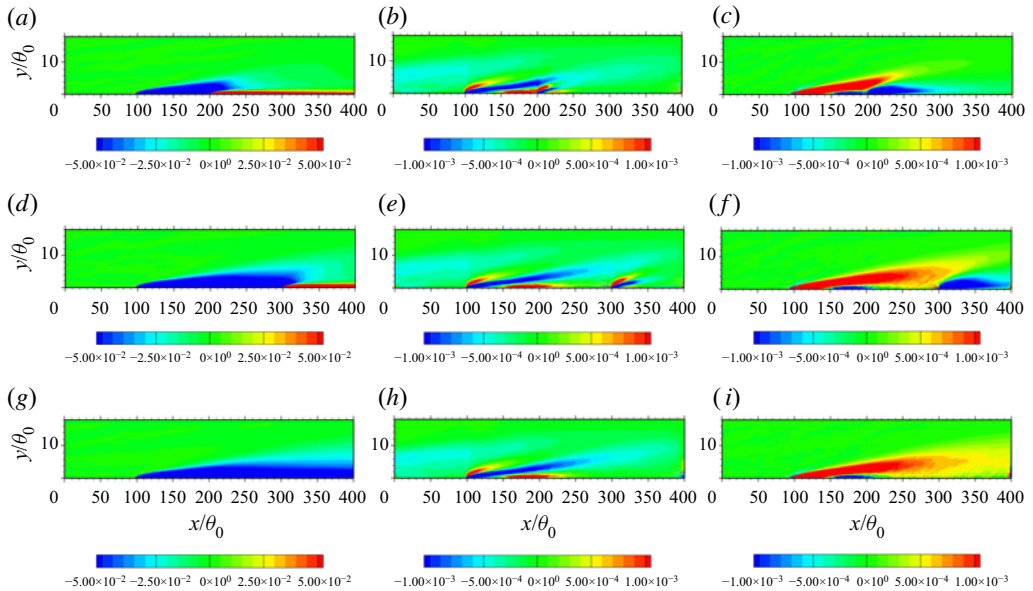 (a) (b) (c)
y/θ0 10 10 10
0 50 100 150 200 250 300 350 400 0 50 100 150 200 250 300 350 400 0 50 100 150 200 250 300 350 400
−5.00×10−2 −2.50×10−2 0×100 2.50×10−2 5.00×10−2 −1.00×10−3 −5.00×10−4 0×100 5.00×10−4 1.00×10−3 −1.00×10−3 −5.00×10−4 0×100 5.00×10−4 1.00×10−3
(d) (e) (f)
y/θ0 10 10 10
0 50 100 150 200 250 300 350 400 0 50 100 150 200 250 300 350 400 0 50 100 150 200 250 300 350 400
−5.00×10−2 −2.50×10−2 0×100 2.50×10−2 5.00×10−2 −1.00×10−3 −5.00×10−4 0×100 5.00×10−4 1.00×10−3 −1.00×10−3 −5.00×10−4 0×100 5.00×10−4 1.00×10−3
(g) (h) (i)
y/θ0 10 10 10
0 50 100 150 200 250 300 350 400 0 50 100 150 200 250 300 350 400 0 50 100 150 200 250 300 350 400
x/θ0 x/θ0 x/θ0
−5.00×10−2 −2.50×10−2 0×100 2.50×10−2 5.00×10−2 −1.00×10−3 −5.00×10−4 0×100 5.00×10−4 1.00×10−3 −1.00×10−3 −5.00×10−4 0×100 5.00×10−4 1.00×10−3